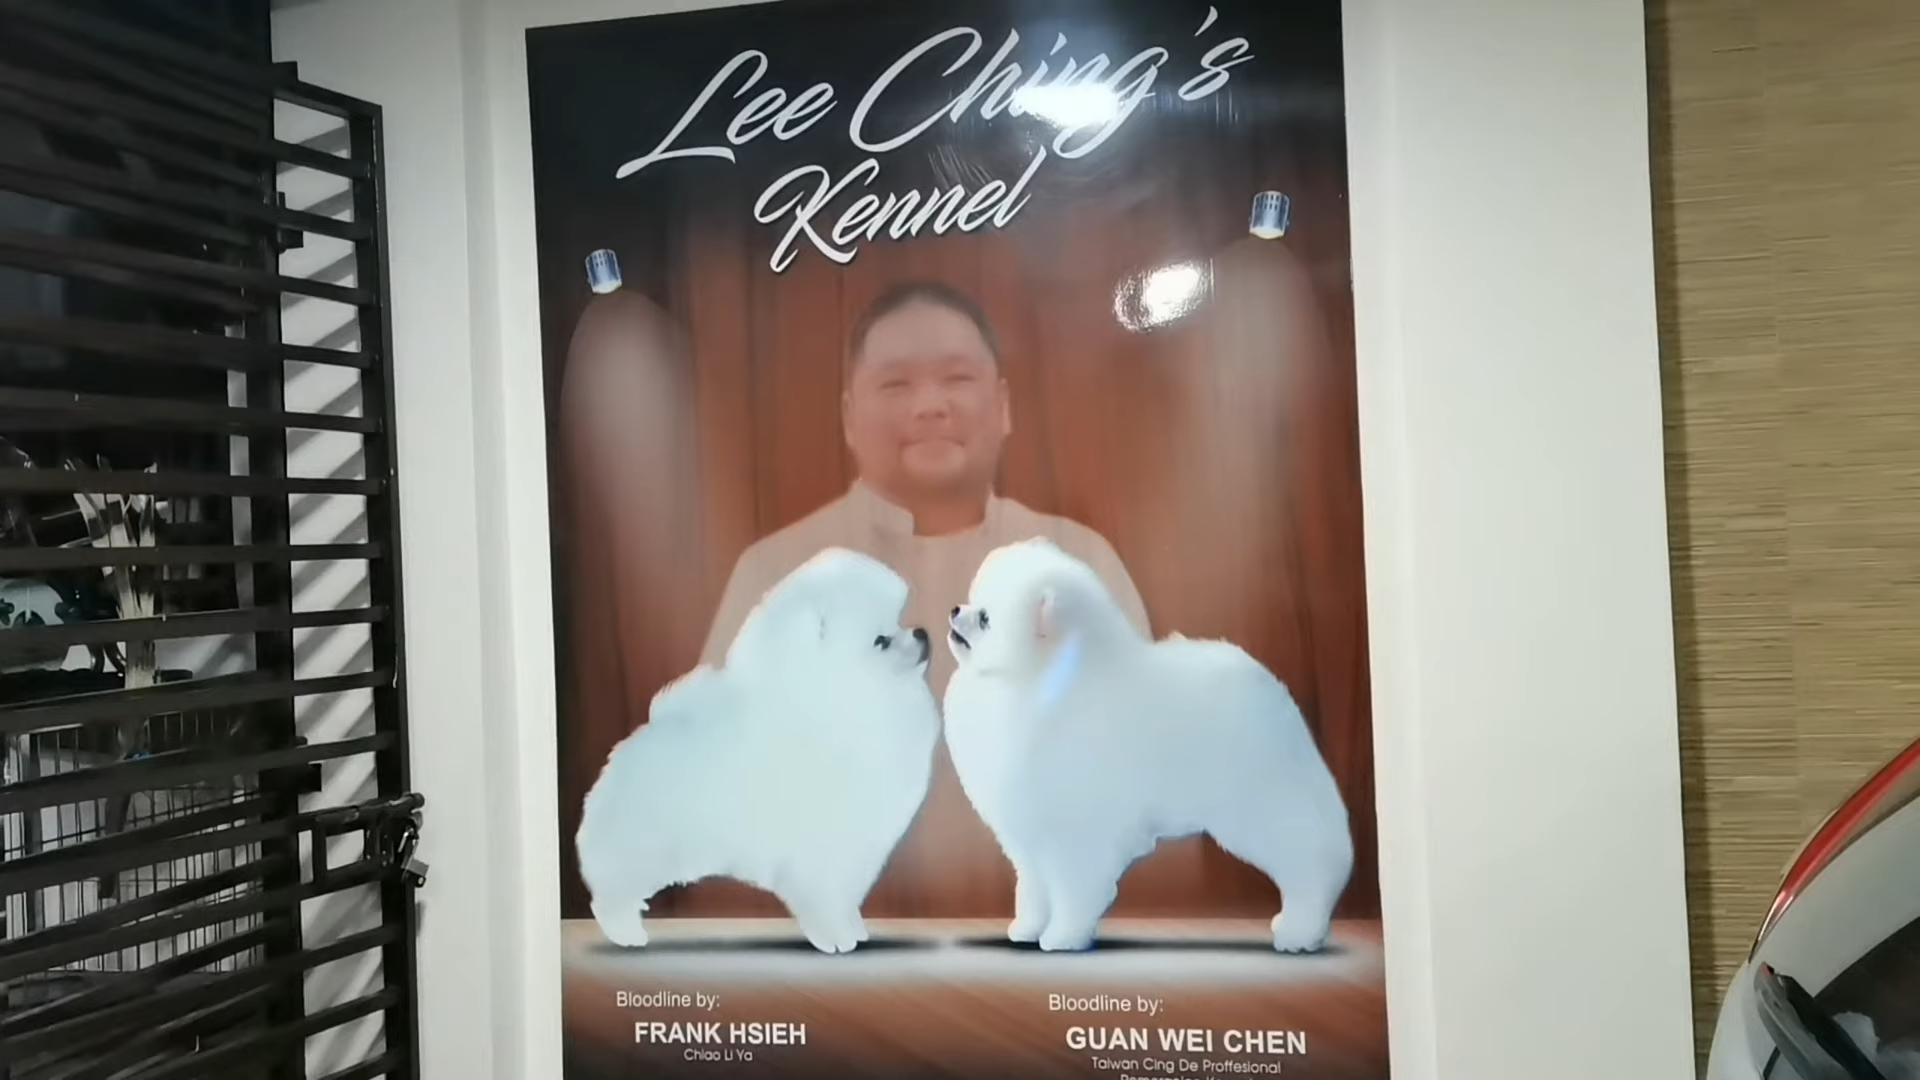 Lee Ching's
Kennel
Bloodline by:
FRANK HSIEH
Chiao Li Ya
Bloodline by:
GUAN WEI CHEN
Taiwan Cing De Proffesional